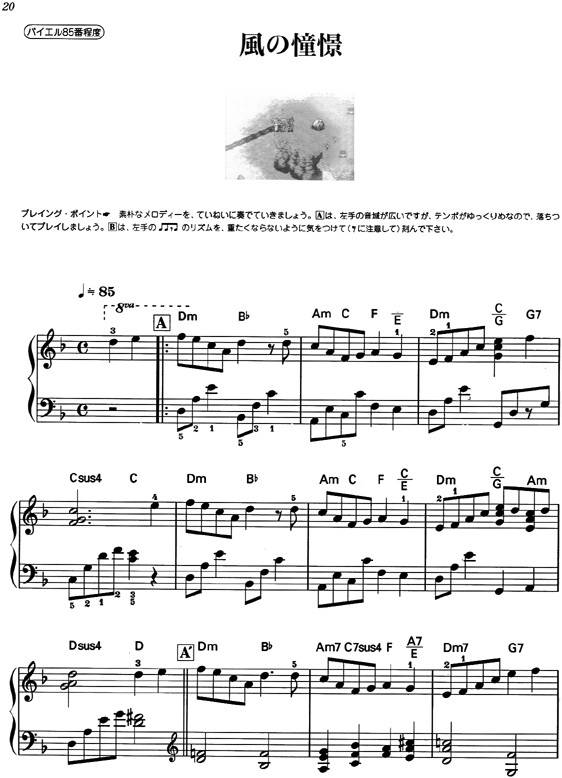 20
バイエル85番程度
風の憧憬
プレイング・ポイント☛ 素朴なメロディーを、ていねいに奏でていきましょう。Aは、左手の音域が広いですが、テンポがゆっくりめなので、落ちつ
いてプレイしましょう。Bは、左手の♫𝄾♪のリズムを、重たくならないように気をつけて(𝄾に注意して)刻んで下さい。
♩≒85
8va
A Dm B♭ Am C F C/E Dm C/G G7
3 5 1 2 1
5 2 1 5 3 1 5
Csus4 C Dm B♭ Am C F C/E Dm C/G Am
4 5 1 2 1
5 2 1 2 3 5
Dsus4 D A' Dm B♭ Am7 C7sus4 F A7/E Dm7 G7
3 5 1 2 1